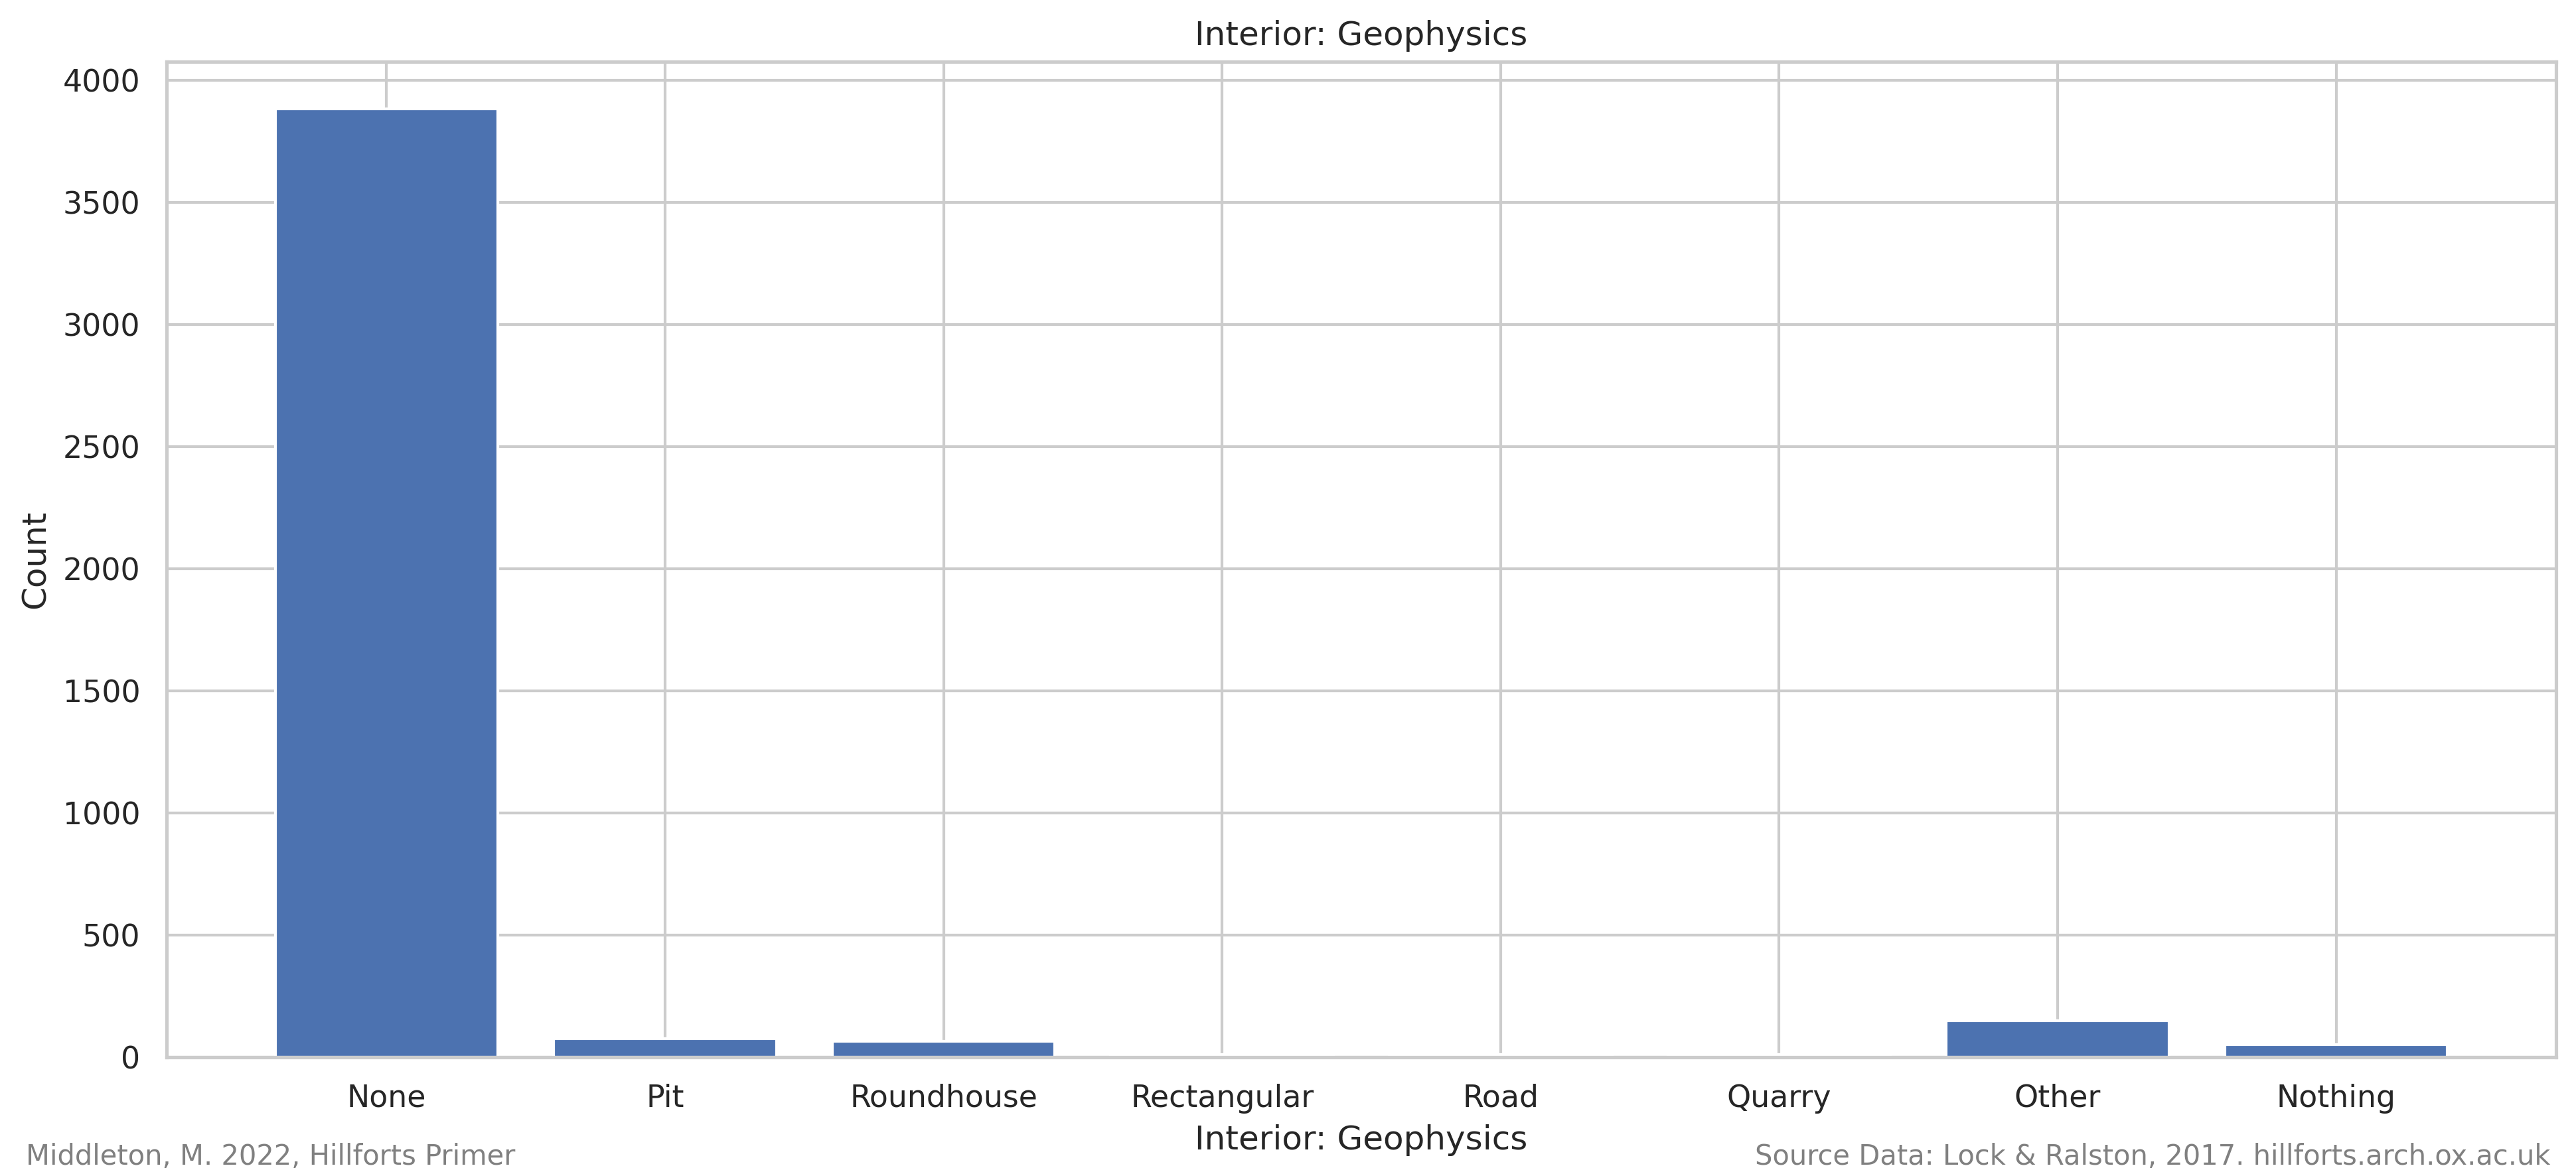 Interior: Geophysics
4000
3500
3000
2500
2000
1500
1000
500
0
Count
None Pit Roundhouse Rectangular Road Quarry Other Nothing
Interior: Geophysics
Middleton, M. 2022, Hillforts Primer
Source Data: Lock & Ralston, 2017. hillforts.arch.ox.ac.uk